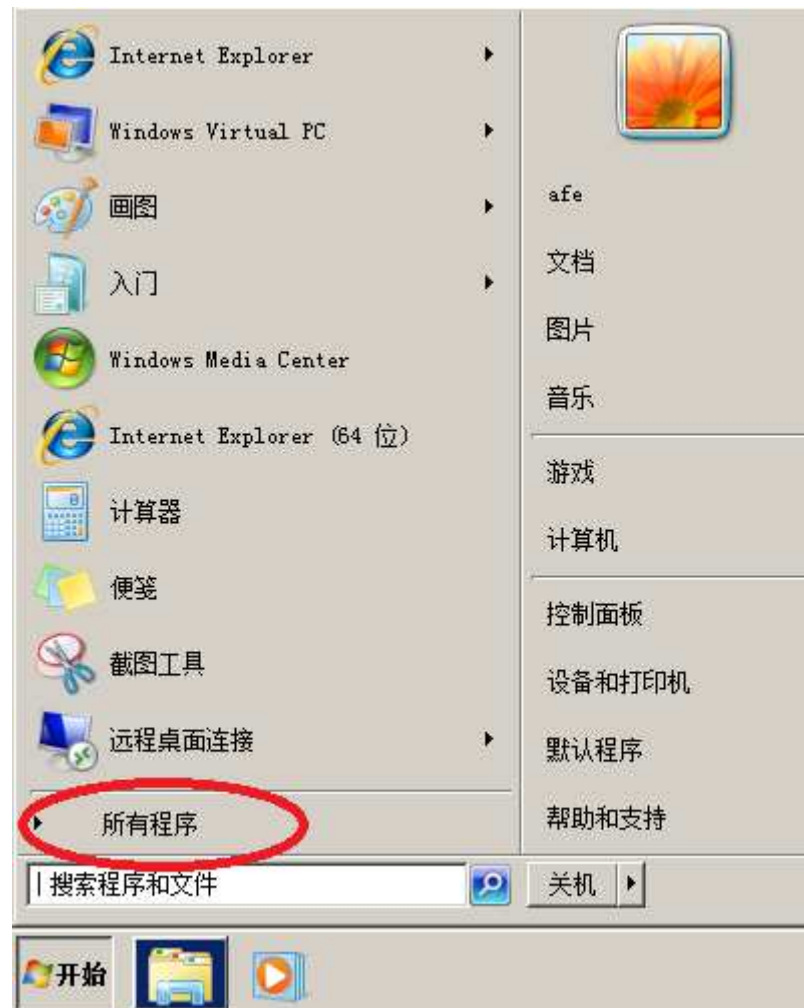 Internet Explorer
Windows Virtual PC
画图
入门
Windows Media Center
Internet Explorer (64 位)
计算器
便笺
截图工具
远程桌面连接
所有程序
搜索程序和文件
afe
文档
图片
音乐
游戏
计算机
控制面板
设备和打印机
默认程序
帮助和支持
关机
开始